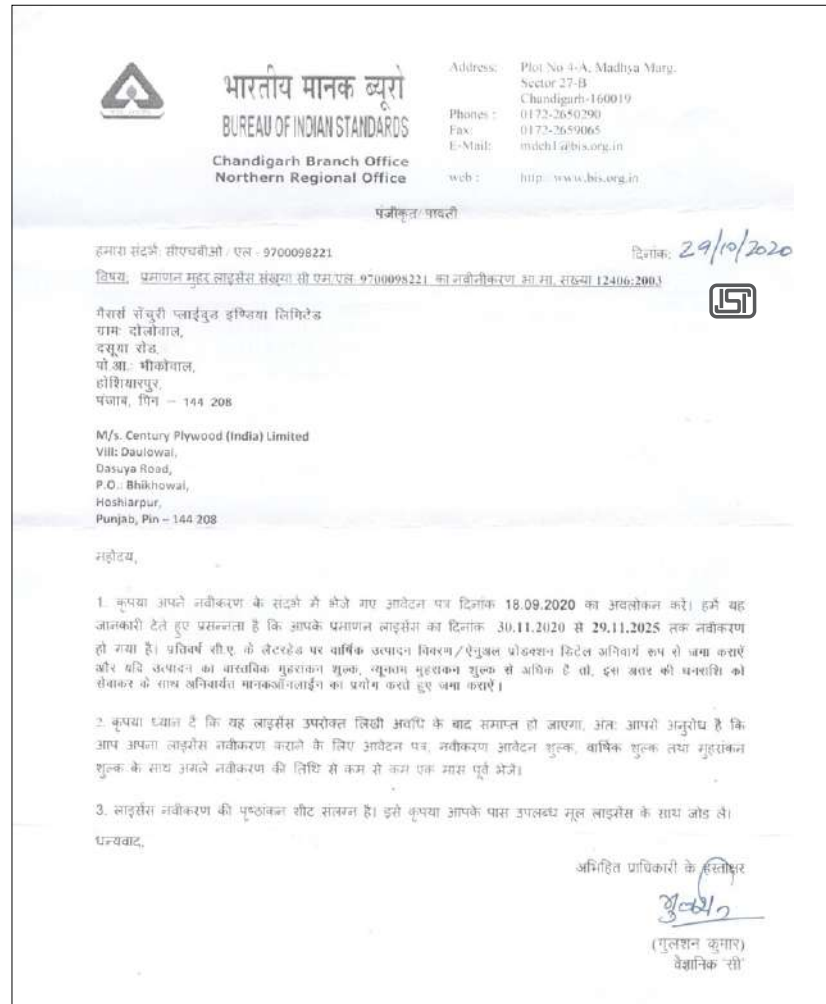 भारतीय मानक ब्यूरो
BUREAU OF INDIAN STANDARDS
Chandigarh Branch Office
Northern Regional Office
Address: Plot No 4-A, Madhya Marg,
Sector 27-B
Chandigarh-160019
Phones : 0172-2650290
Fax: 0172-2659065
E-Mail: mdch1@bis.org.in
web : http www.bis.org.in
पंजीकृत/पावती
हमारा संदर्भ: सीएचबीओ / एल - 9700098221
दिनांक: 29/10/2020
विषय: प्रमाणन मुहर लाइसेंस संख्या सी एम/एल 9700098221 का नवीनीकरण भा.मा. संख्या 12406:2003
ISI
मैसर्स सेंचुरी प्लाईवुड इण्डिया लिमिटेड
ग्राम: दोलोवाल,
दसूया रोड,
पो.आ.: भीकोवाल,
होशियारपुर,
पंजाब, पिन – 144 208
M/s. Century Plywood (India) Limited
Vill: Daulowal,
Dasuya Road,
P.O.: Bhikhowal,
Hoshiarpur,
Punjab, Pin – 144 208
महोदय,
1. कृपया अपने नवीकरण के संदर्भ में भेजे गए आवेदन पत्र दिनांक 18.09.2020 का अवलोकन करें। हमें यह
जानकारी देते हुए प्रसन्नता है कि आपके प्रमाणन लाइसेंस का दिनांक 30.11.2020 से 29.11.2025 तक नवीकरण
हो गया है। प्रतिवर्ष सी.ए. के लेटरहेड पर वार्षिक उत्पादन विवरण/ऐनुअल प्रोडक्शन डिटेल अनिवार्य रूप से जमा कराएँ
और यदि उत्पादन का वास्तविक मुहरांकन शुल्क, न्यूनतम मुहरांकन शुल्क से अधिक है तो, इस अंतर की धनराशि को
सेवाकर के साथ अनिवार्यत मानकऑनलाईन का प्रयोग करते हुए जमा कराएँ।
2. कृपया ध्यान दें कि यह लाइसेंस उपरोक्त लिखी अवधि के बाद समाप्त हो जाएगा, अंतः आपसे अनुरोध है कि
आप अपना लाइसेंस नवीकरण कराने के लिए आवेदन पत्र, नवीकरण आवेदन शुल्क, वार्षिक शुल्क तथा मुहरांकन
शुल्क के साथ अगले नवीकरण की तिथि से कम से कम एक मास पूर्व भेजें।
3. लाइसेंस नवीकरण की पृष्ठांकन शीट संलग्न है। इसे कृपया आपके पास उपलब्ध मूल लाइसेंस के साथ जोड लें।
धन्यवाद,
अभिहित प्राधिकारी के हस्ताक्षर
(गुलशन कुमार)
वैज्ञानिक 'सी'